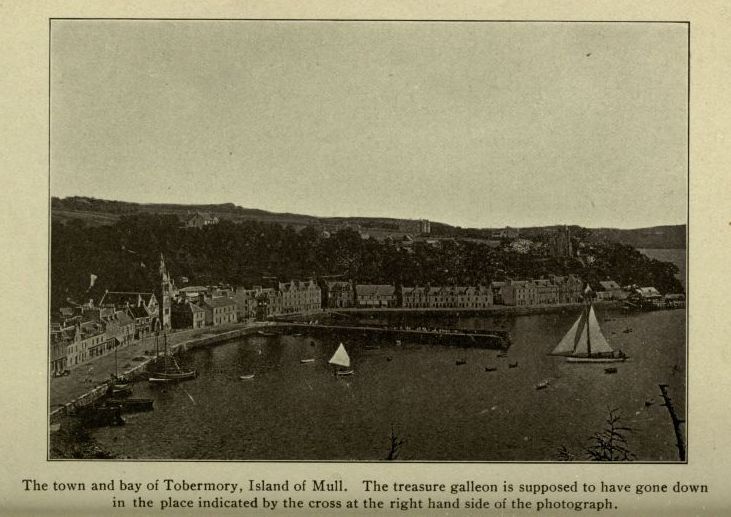 The town and bay of Tobermory, Island of Mull. The treasure galleon is supposed to have gone down
in the place indicated by the cross at the right hand side of the photograph.